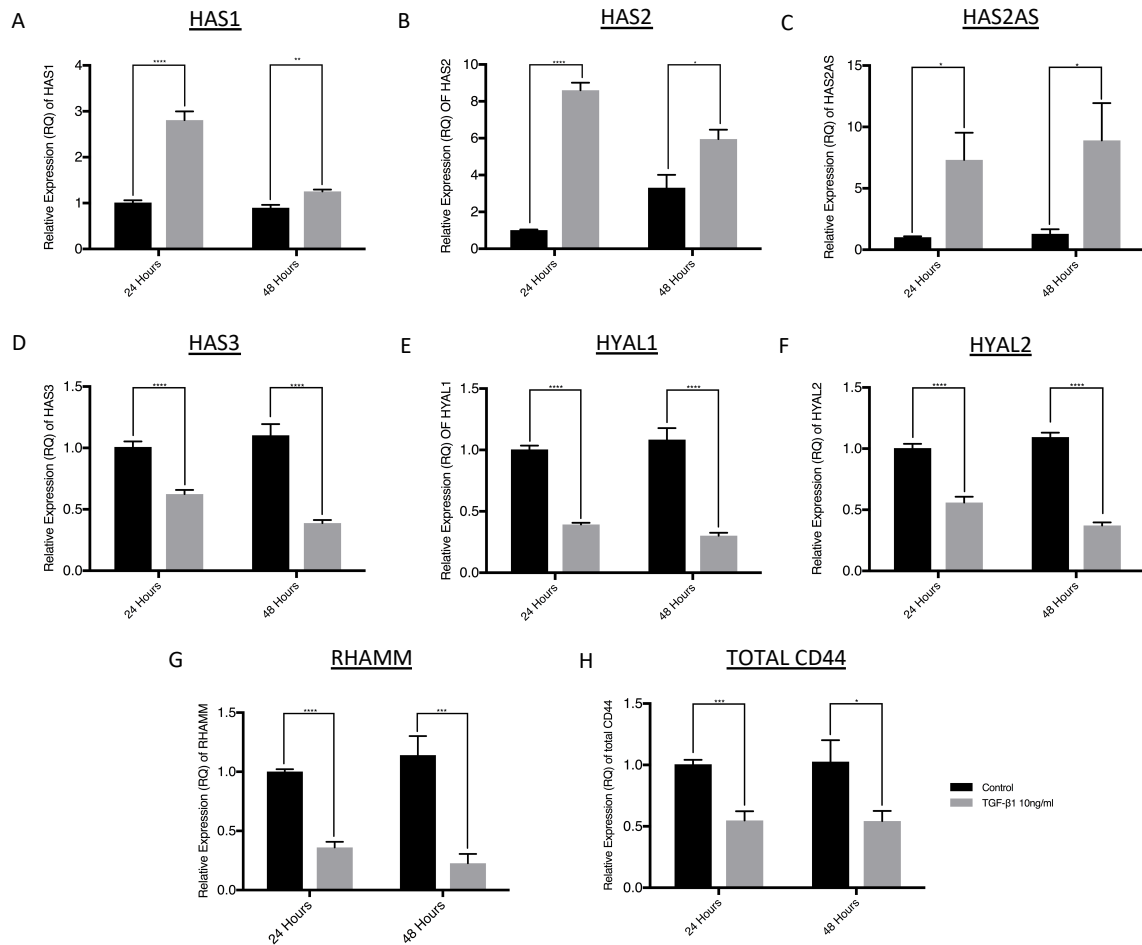 A
HAS1
Relative Expression (RQ) of HAS1
4
3
2
1
0
****
**
24 Hours
48 Hours
B
HAS2
Relative Expression (RQ) OF HAS2
10
8
6
4
2
0
****
*
24 Hours
48 Hours
C
HAS2AS
Relative Expression (RQ) of HAS2AS
15
10
5
0
*
*
24 Hours
48 Hours
D
HAS3
Relative Expression (RQ) of HAS3
1.5
1.0
0.5
0.0
****
****
24 Hours
48 Hours
E
HYAL1
Relative Expression (RQ) OF HYAL1
1.5
1.0
0.5
0.0
****
****
24 Hours
48 Hours
F
HYAL2
Relative Expression (RQ) of HYAL2
1.5
1.0
0.5
0.0
****
****
24 Hours
48 Hours
G
RHAMM
Relative Expression (RQ) of RHAMM
1.5
1.0
0.5
0.0
****
***
24 Hours
48 Hours
H
TOTAL CD44
Relative Expression (RQ) of total CD44
1.5
1.0
0.5
0.0
***
*
24 Hours
48 Hours
Control
TGF-β1 10ng/ml